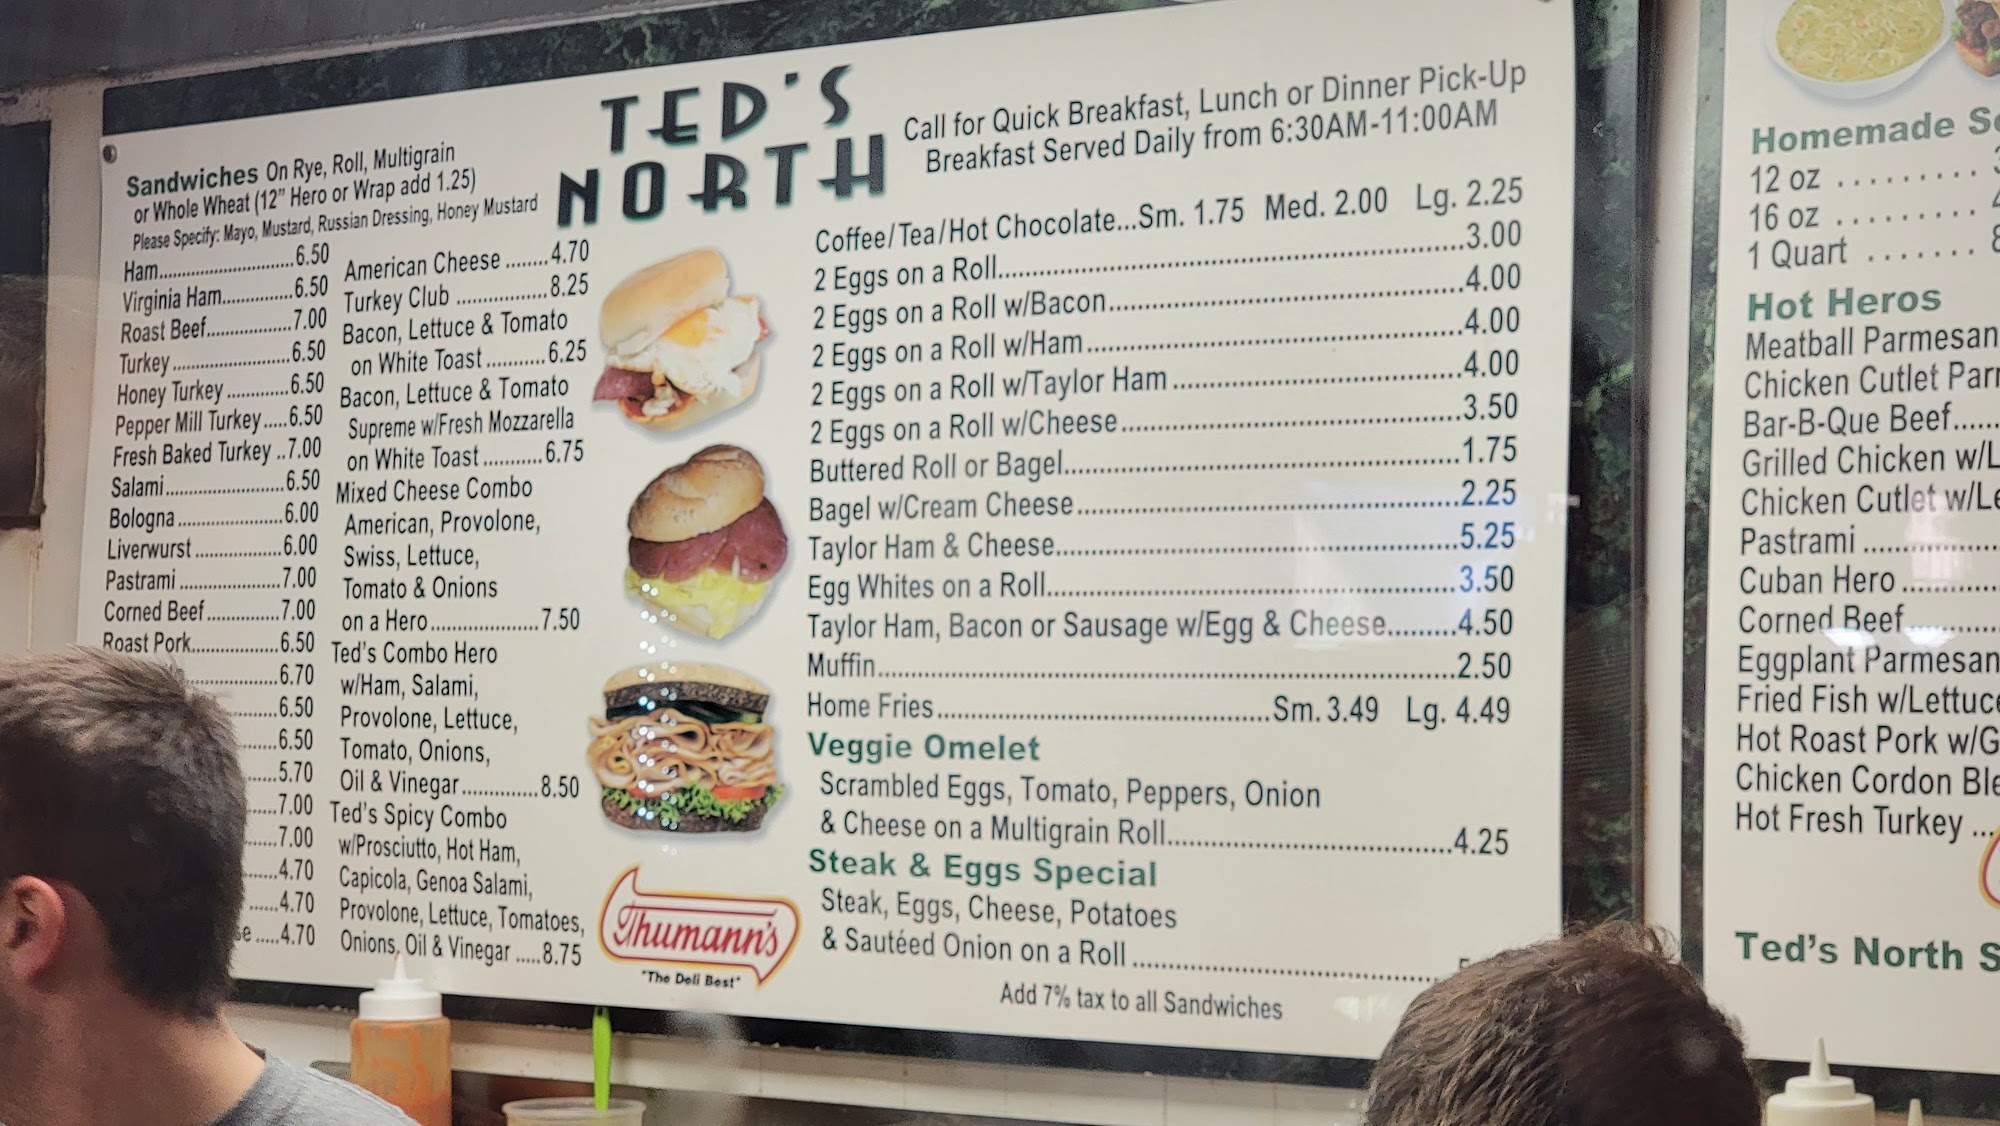 TED'S
NORTH
Sandwiches On Rye, Roll, Multigrain
or Whole Wheat (12" Hero or Wrap add 1.25)
Please Specify: Mayo, Mustard, Russian Dressing, Honey Mustard
Ham 6.50
Virginia Ham 6.50
Roast Beef 7.00
Turkey 6.50
Honey Turkey 6.50
Pepper Mill Turkey 6.50
Fresh Baked Turkey 7.00
Salami 6.50
Bologna 6.00
Liverwurst 6.00
Pastrami 7.00
Corned Beef 7.00
Roast Pork 6.50
6.70
6.50
6.50
5.70
7.00
7.00
4.70
4.70
4.70
American Cheese 4.70
Turkey Club 8.25
Bacon, Lettuce & Tomato
on White Toast 6.25
Bacon, Lettuce & Tomato
Supreme w/Fresh Mozzarella
on White Toast 6.75
Mixed Cheese Combo
American, Provolone,
Swiss, Lettuce,
Tomato & Onions
on a Hero 7.50
Ted's Combo Hero
w/Ham, Salami,
Provolone, Lettuce,
Tomato, Onions,
Oil & Vinegar 8.50
Ted's Spicy Combo
w/Prosciutto, Hot Ham,
Capicola, Genoa Salami,
Provolone, Lettuce, Tomatoes,
Onions, Oil & Vinegar 8.75
Thumann's
"The Deli Best"
Call for Quick Breakfast, Lunch or Dinner Pick-Up
Breakfast Served Daily from 6:30AM-11:00AM
Coffee/Tea/Hot Chocolate...Sm. 1.75 Med. 2.00 Lg. 2.25
2 Eggs on a Roll 3.00
2 Eggs on a Roll w/Bacon 4.00
2 Eggs on a Roll w/Ham 4.00
2 Eggs on a Roll w/Taylor Ham 4.00
2 Eggs on a Roll w/Cheese 3.50
Buttered Roll or Bagel 1.75
Bagel w/Cream Cheese 2.25
Taylor Ham & Cheese 5.25
Egg Whites on a Roll 3.50
Taylor Ham, Bacon or Sausage w/Egg & Cheese 4.50
Muffin 2.50
Home Fries Sm. 3.49 Lg. 4.49
Veggie Omelet
Scrambled Eggs, Tomato, Peppers, Onion
& Cheese on a Multigrain Roll 4.25
Steak & Eggs Special
Steak, Eggs, Cheese, Potatoes
& Sautéed Onion on a Roll
Add 7% tax to all Sandwiches
Homemade
12 oz
16 oz
1 Quart
Hot Heros
Meatball Parmesan
Chicken Cutlet
Bar-B-Que Beef
Grilled Chicken
Chicken Cutlet
Pastrami
Cuban Hero
Corned Beef
Eggplant Parmesan
Fried Fish
Hot Roast Pork
Chicken Cordon
Hot Fresh Turkey
Ted's North